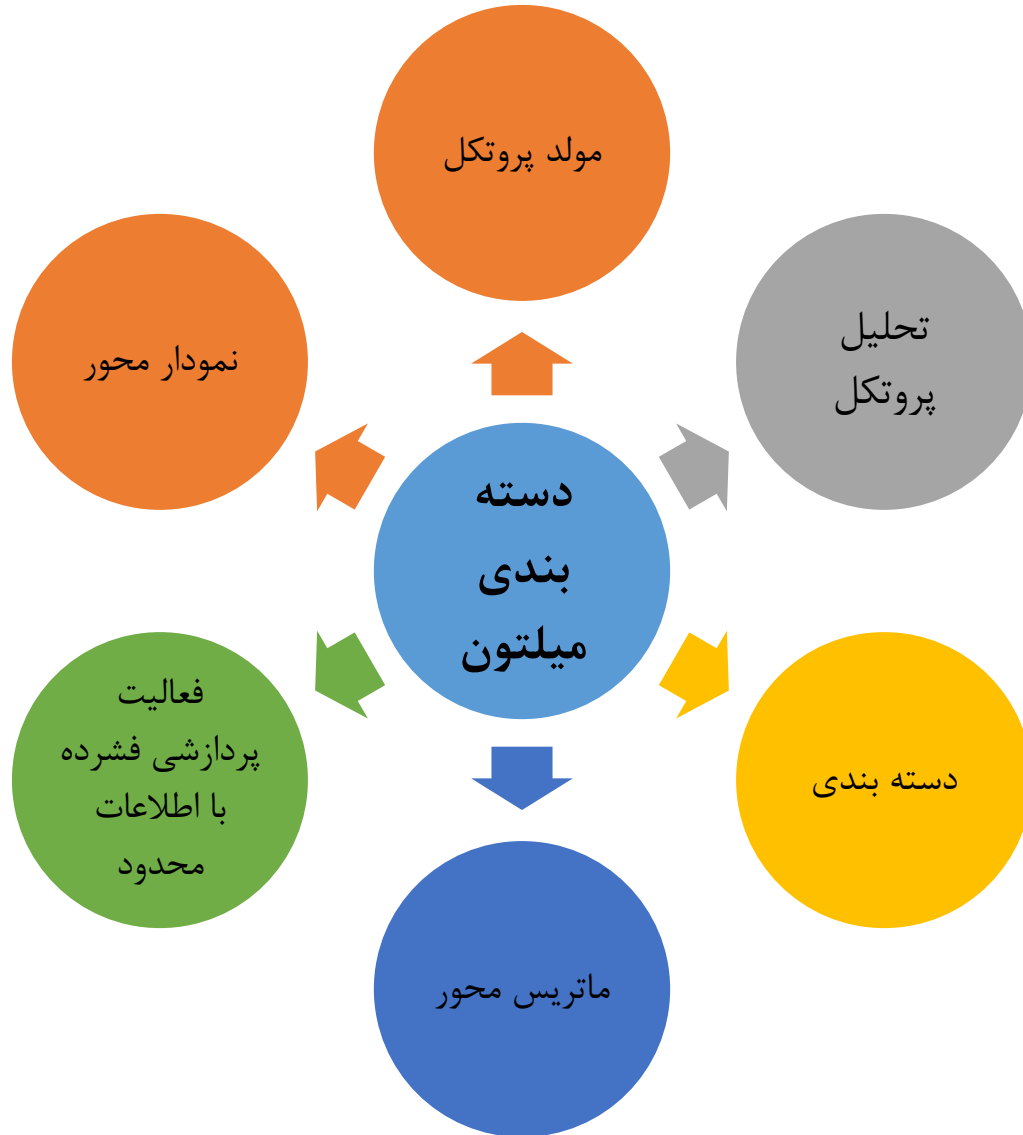 مولد پروتکل
تحلیل
پروتکل
نمودار محور
دسته
بندی
میلتون
فعالیت
پردازشی فشرده
با اطلاعات
محدود
دسته بندی
ماتریس محور